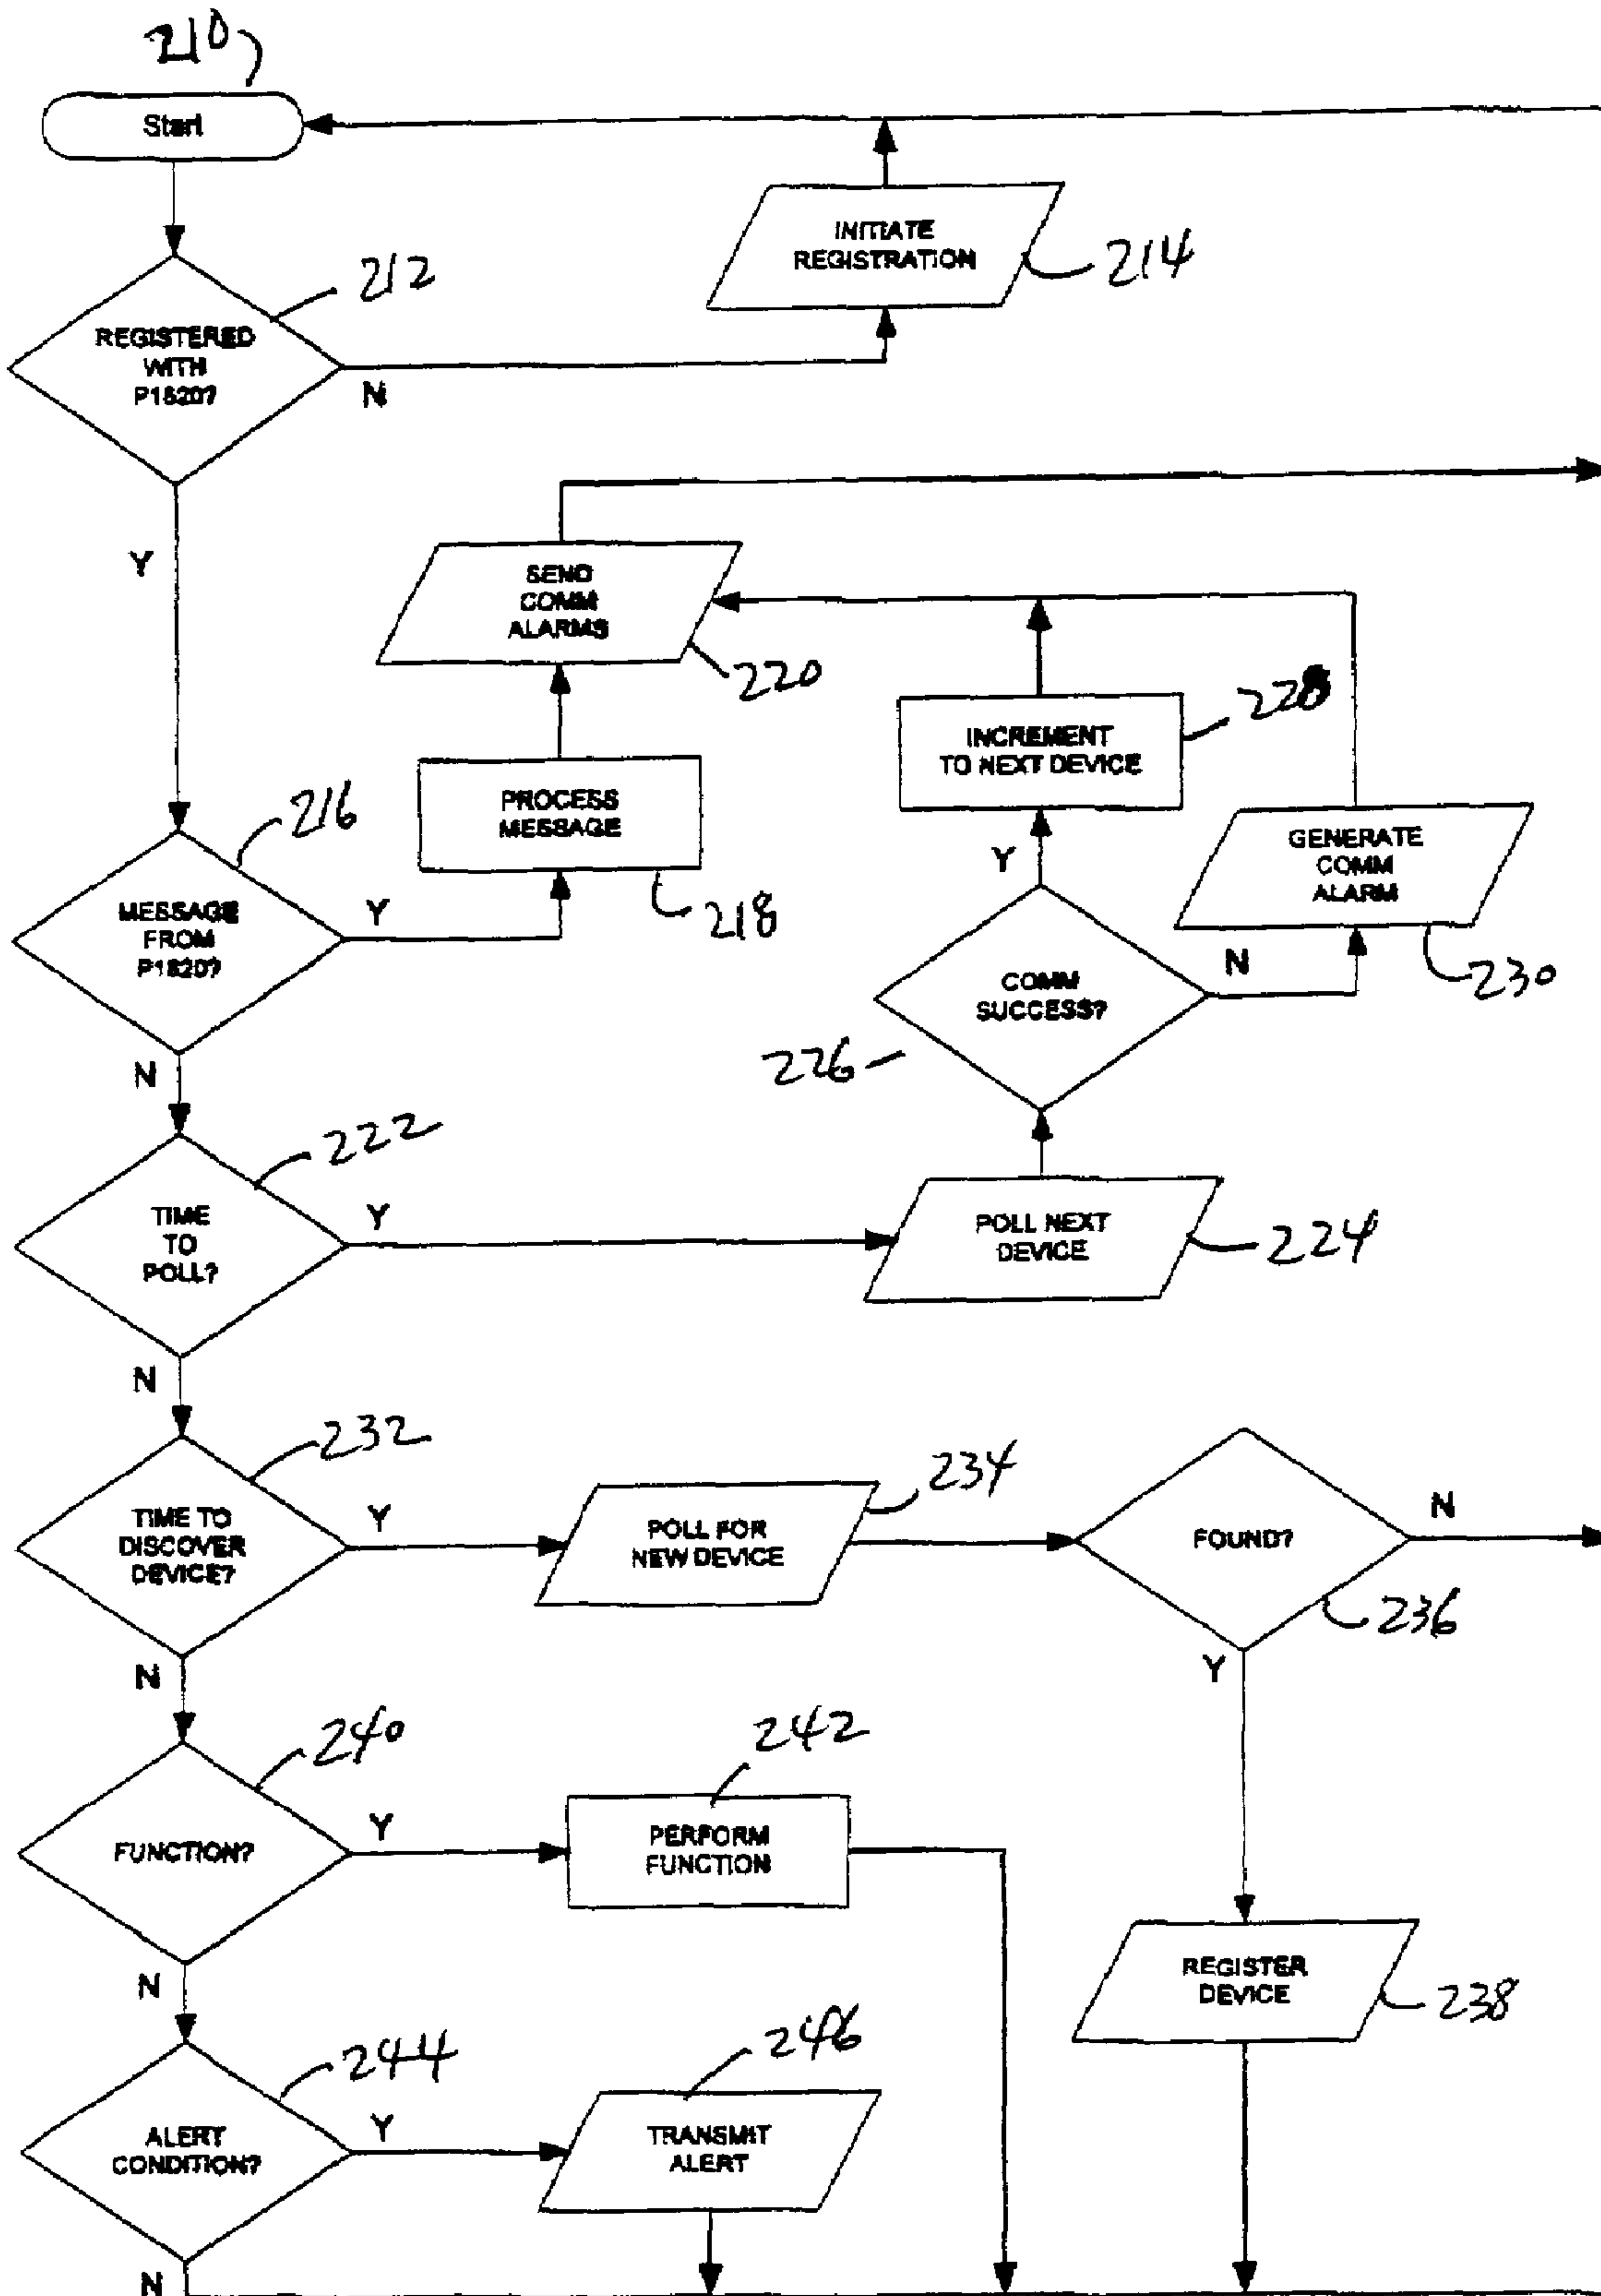 210
Start
INITIATE
REGISTRATION
214
212
REGISTERED
WITH
P1820?
N
Y
SEND
COMM
ALARMS
220
228
INCREMENT
TO NEXT DEVICE
PROCESS
MESSAGE
218
216
MESSAGE
FROM
P1820?
Y
Y
GENERATE
COMM
ALARM
230
N
COMM
SUCCESS?
226
N
222
TIME
TO
POLL?
Y
POLL NEXT
DEVICE
224
N
232
TIME TO
DISCOVER
DEVICE?
Y
234
POLL FOR
NEW DEVICE
FOUND?
N
236
Y
N
240
FUNCTION?
Y
242
PERFORM
FUNCTION
REGISTER
DEVICE
238
N
244
ALERT
CONDITION?
Y
246
TRANSMIT
ALERT
N